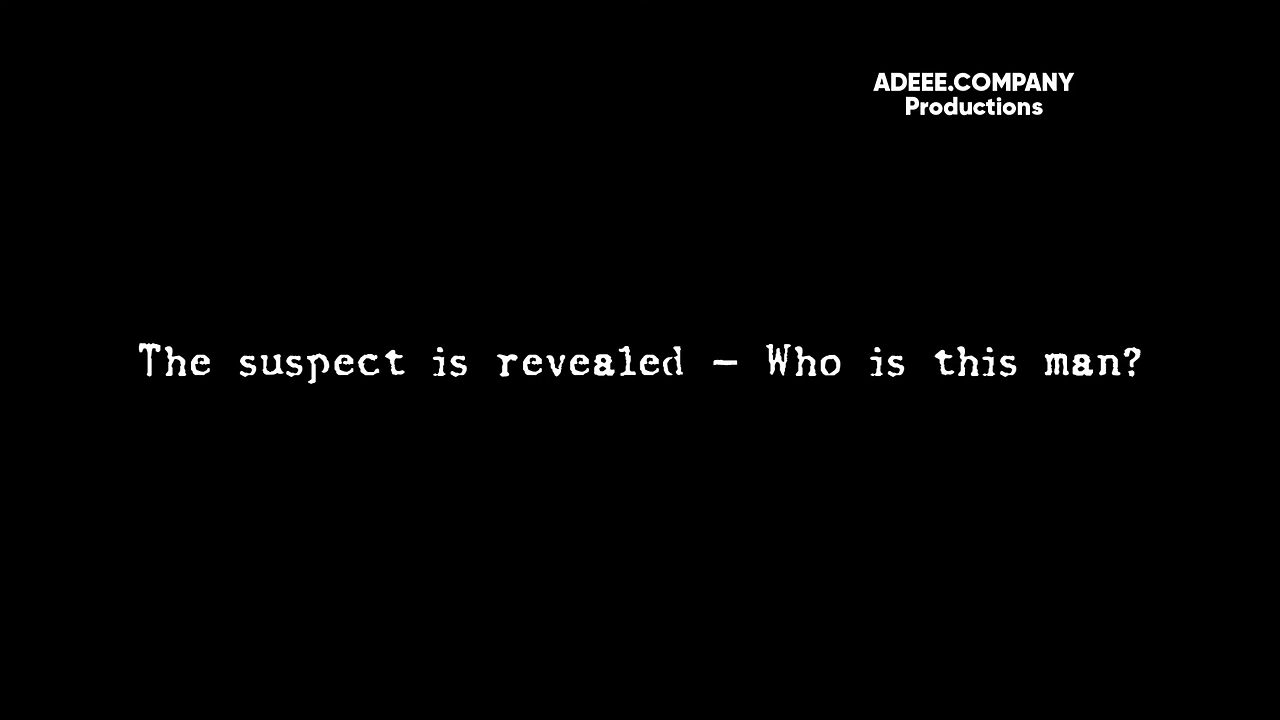 ADEEE.COMPANY
Productions
The suspect is revealed – Who is this man?